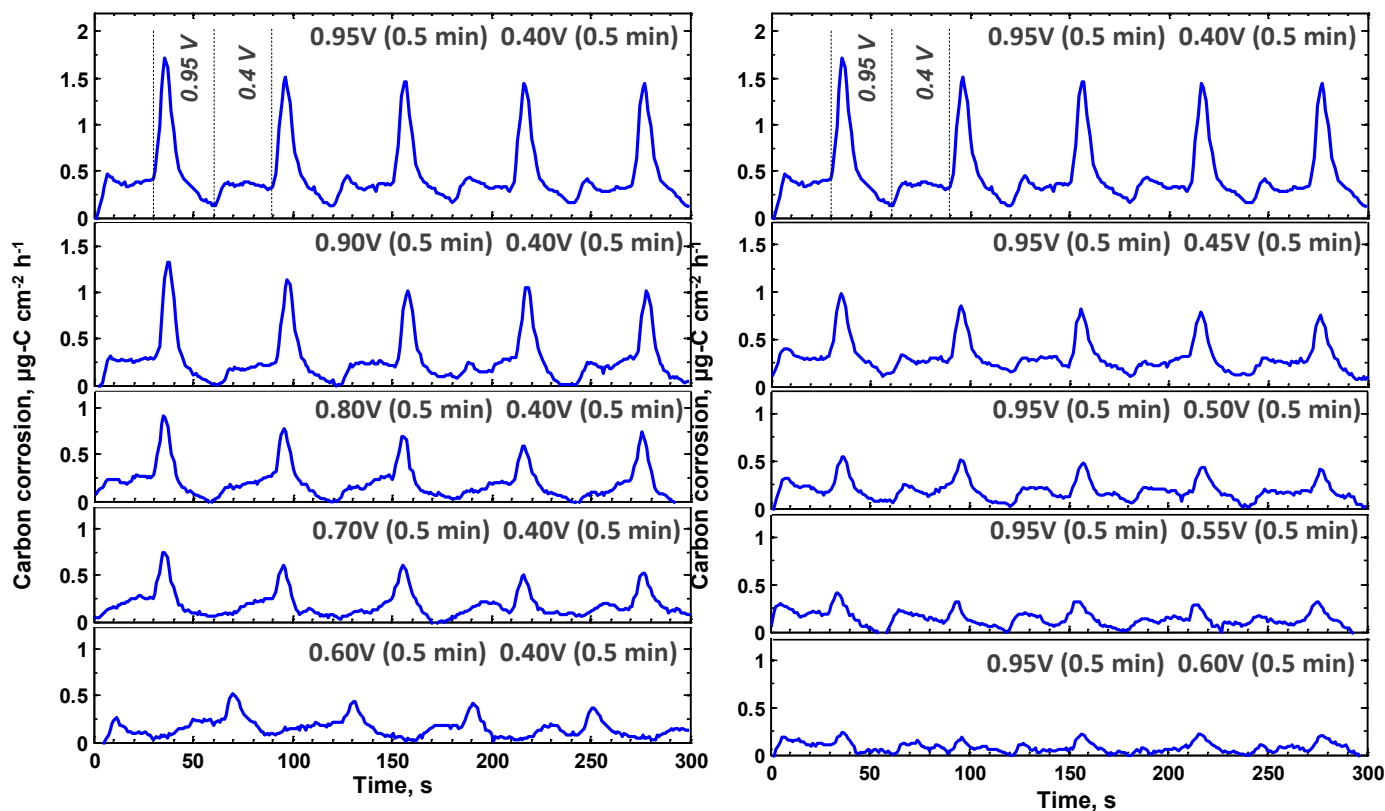 Carbon corrosion, µg-C cm-2 h-1
2
1.5
1
0.5
0
0.95 V
0.4 V
0.95V (0.5 min) 0.40V (0.5 min)
1.5
1
0.5
0
0.90V (0.5 min) 0.40V (0.5 min)
1
0.5
0
0.80V (0.5 min) 0.40V (0.5 min)
1
0.5
0
0.70V (0.5 min) 0.40V (0.5 min)
1
0.5
0
0.60V (0.5 min) 0.40V (0.5 min)
0 50 100 150 200 250 300
Time, s
Carbon corrosion, µg-C cm-2 h-1
2
1.5
1
0.5
0
0.95 V
0.4 V
0.95V (0.5 min) 0.40V (0.5 min)
1.5
1
0.5
0
0.95V (0.5 min) 0.45V (0.5 min)
1
0.5
0
0.95V (0.5 min) 0.50V (0.5 min)
1
0.5
0
0.95V (0.5 min) 0.55V (0.5 min)
1
0.5
0
0.95V (0.5 min) 0.60V (0.5 min)
0 50 100 150 200 250 300
Time, s